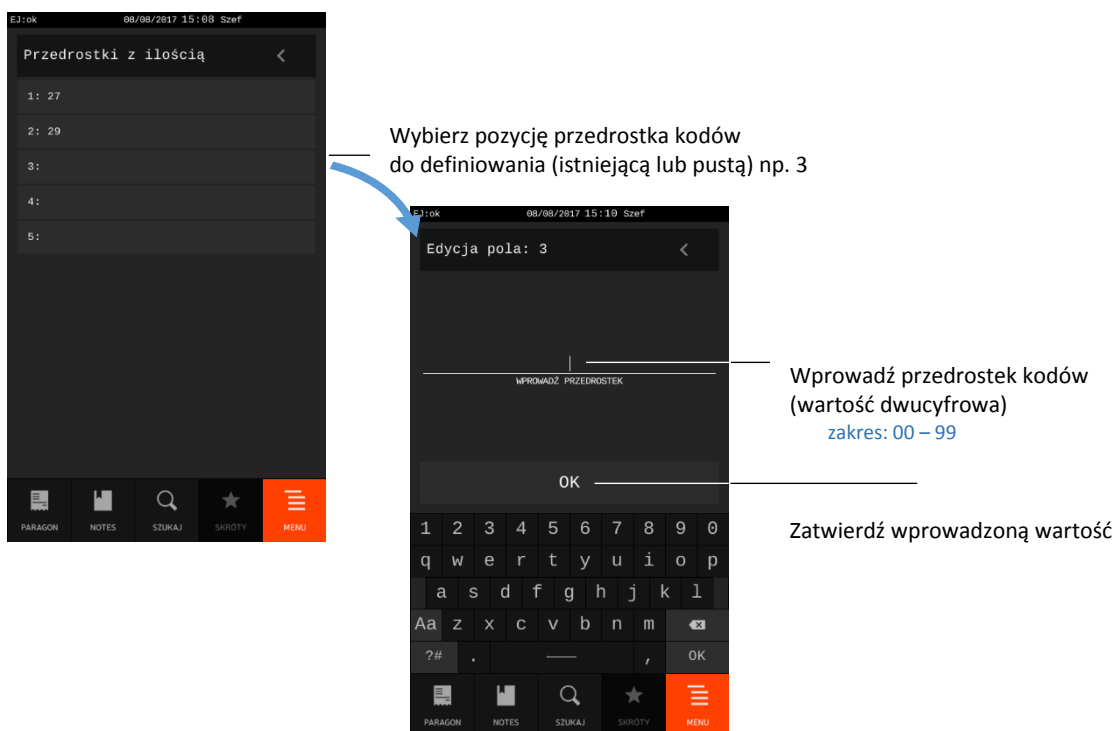 EJ:ok 08/08/2017 15:08 Szef
Przedrostki z ilością <
1: 27
2: 29
3:
4:
5:
PARAGON NOTES SZUKAJ SKRÓTY MENU
Wybierz pozycję przedrostka kodów
do definiowania (istniejącą lub pustą) np. 3
EJ:ok 08/08/2017 15:10 Szef
Edycja pola: 3 <
WPROWADŹ PRZEDROSTEK
OK
1 2 3 4 5 6 7 8 9 0
q w e r t y u i o p
a s d f g h j k l
Aa z x c v b n m
?# . , OK
PARAGON NOTES SZUKAJ SKRÓTY MENU
Wprowadź przedrostek kodów
(wartość dwucyfrowa)
zakres: 00 – 99
Zatwierdź wprowadzoną wartość